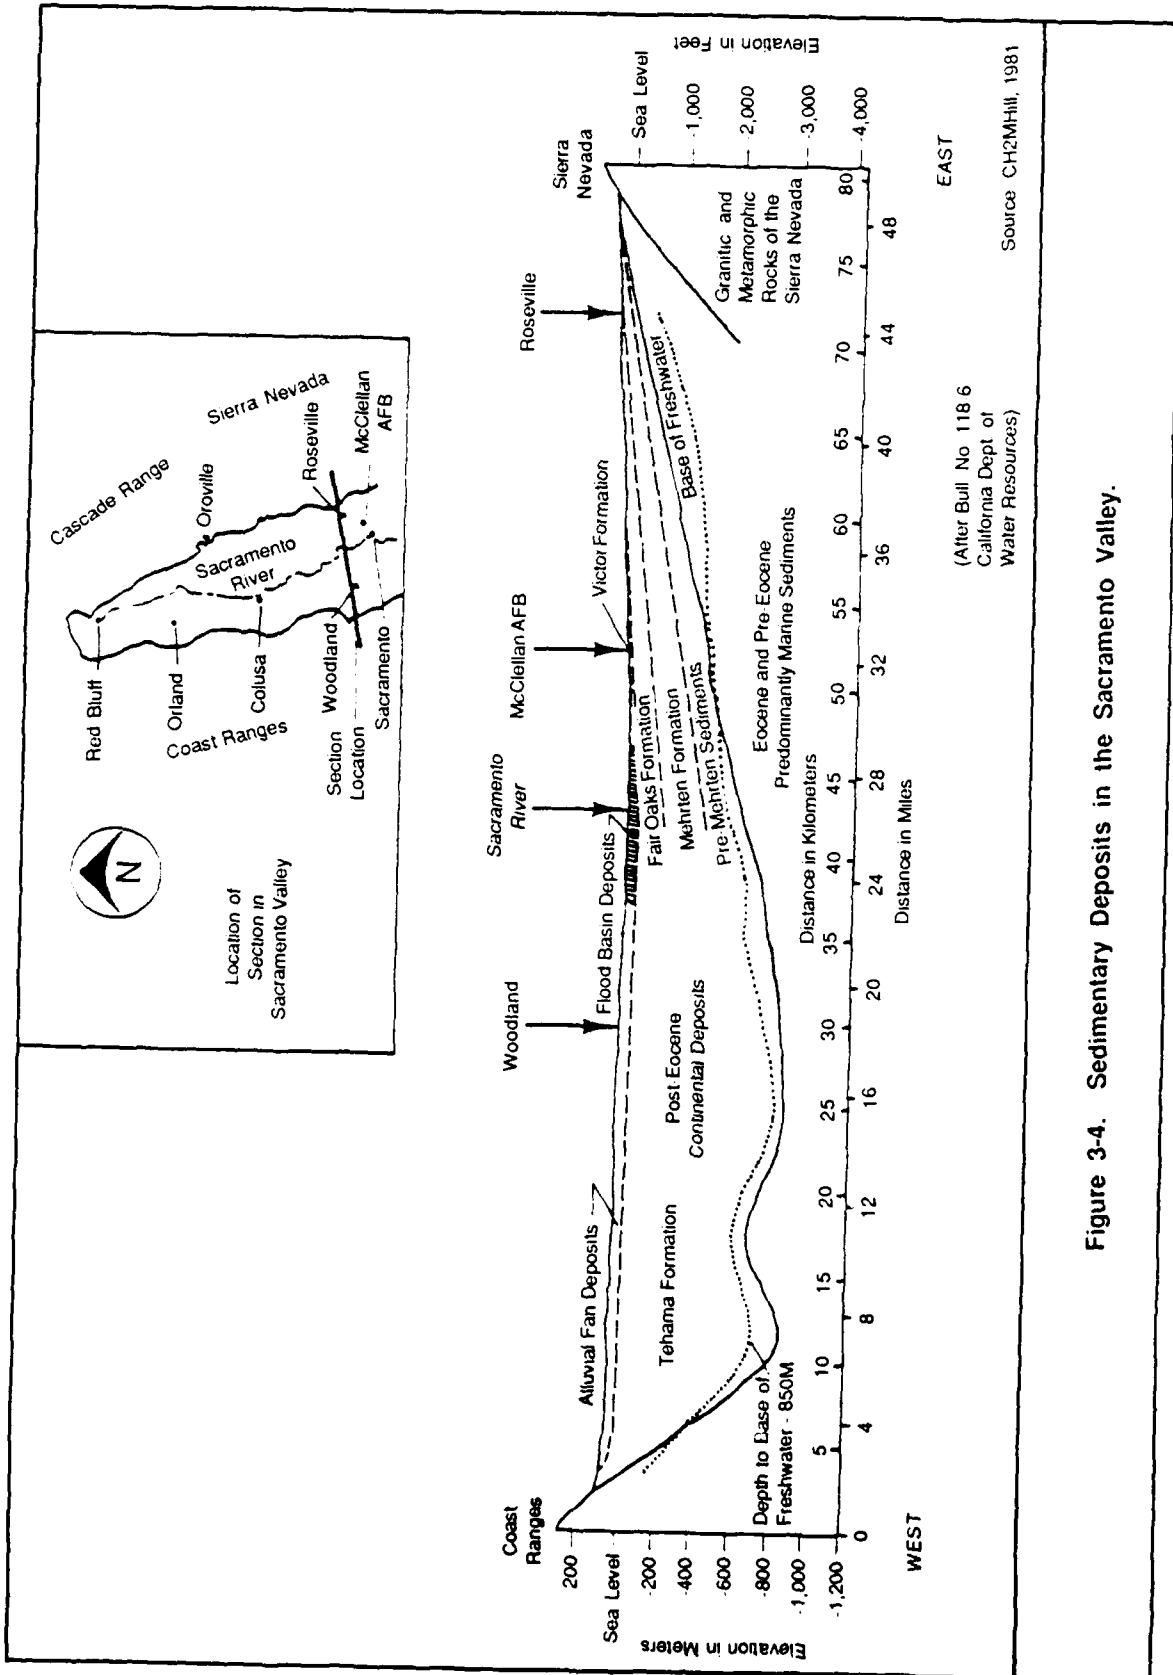 Location of
Section in
Sacramento Valley
N
Red Bluff
Orland
Colusa
Coast Ranges
Woodland
Section
Location
Sacramento
Cascade Range
Oroville
Sacramento
River
Sierra Nevada
Roseville
McClellan
AFB
Coast
Ranges
Woodland
Sacramento
River
McClellan AFB
Roseville
Sierra
Nevada
Alluvial Fan Deposits
Flood Basin Deposits
Victor Formation
Tehama Formation
Post-Eocene
Continental Deposits
Fair Oaks Formation
Mehrten Formation
Pre-Mehrten Sediments
Base of Freshwater
Granitic and
Metamorphic
Rocks of the
Sierra Nevada
Eocene and Pre-Eocene
Predominantly Marine Sediments
Depth to Base of
Freshwater - 850M
Elevation in Meters
200
Sea Level
-200
-400
-600
-800
-1,000
-1,200
Elevation in Feet
Sea Level
-1,000
-2,000
-3,000
-4,000
Distance in Kilometers
0 5 10 15 20 25 30 35 40 45 50 55 60 65 70 75 80
4 8 12 16 20 24 28 32 36 40 44 48
Distance in Miles
WEST
EAST
(After Bull No 118 6
California Dept of
Water Resources)
Source CH2MHill, 1981
Figure 3-4. Sedimentary Deposits in the Sacramento Valley.